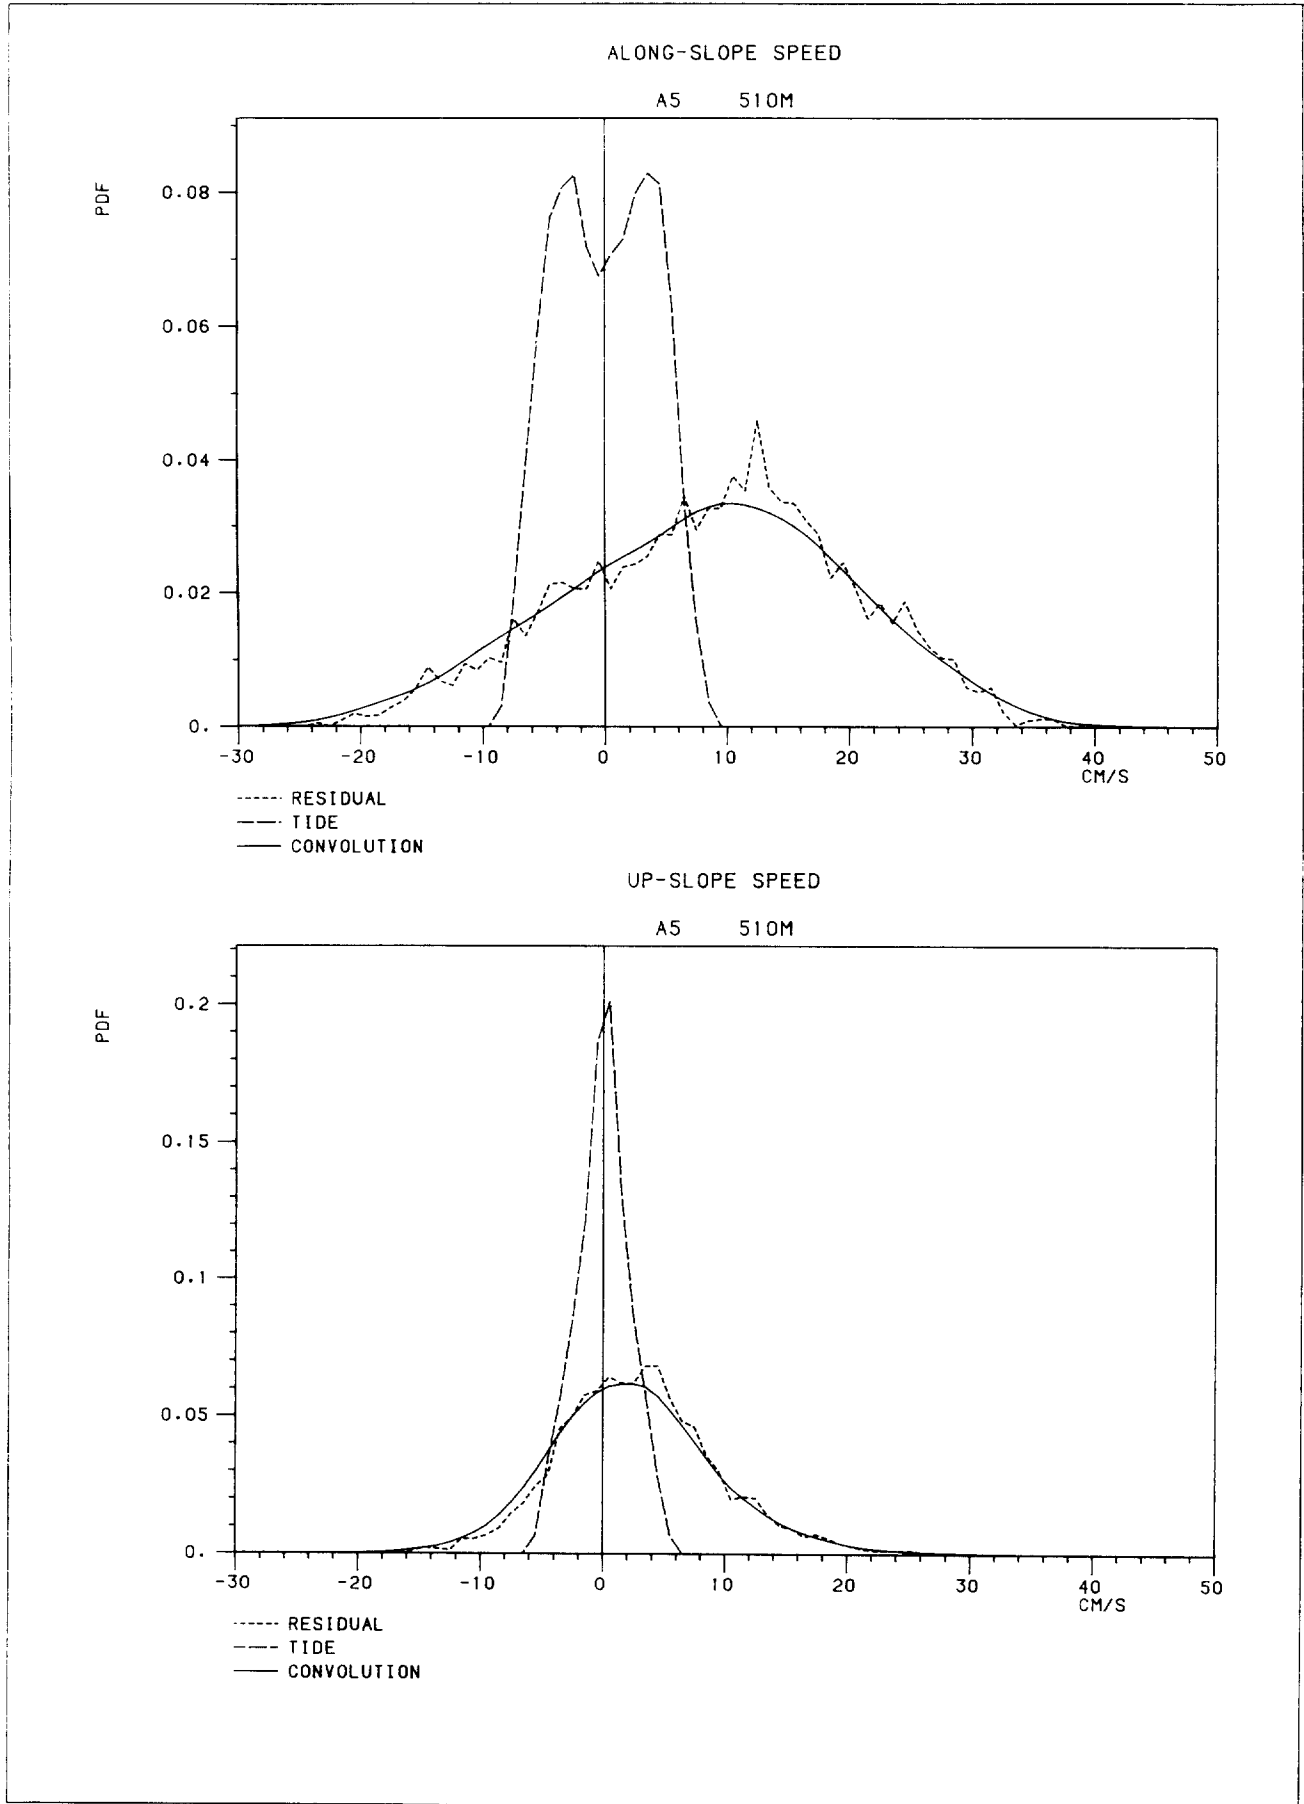 ALONG-SLOPE SPEED
A5 510M
PDF
0.08
0.06
0.04
0.02
0.
-30 -20 -10 0 10 20 30 40 50
CM/S
RESIDUAL
TIDE
CONVOLUTION
UP-SLOPE SPEED
A5 510M
PDF
0.2
0.15
0.1
0.05
0.
-30 -20 -10 0 10 20 30 40 50
CM/S
RESIDUAL
TIDE
CONVOLUTION